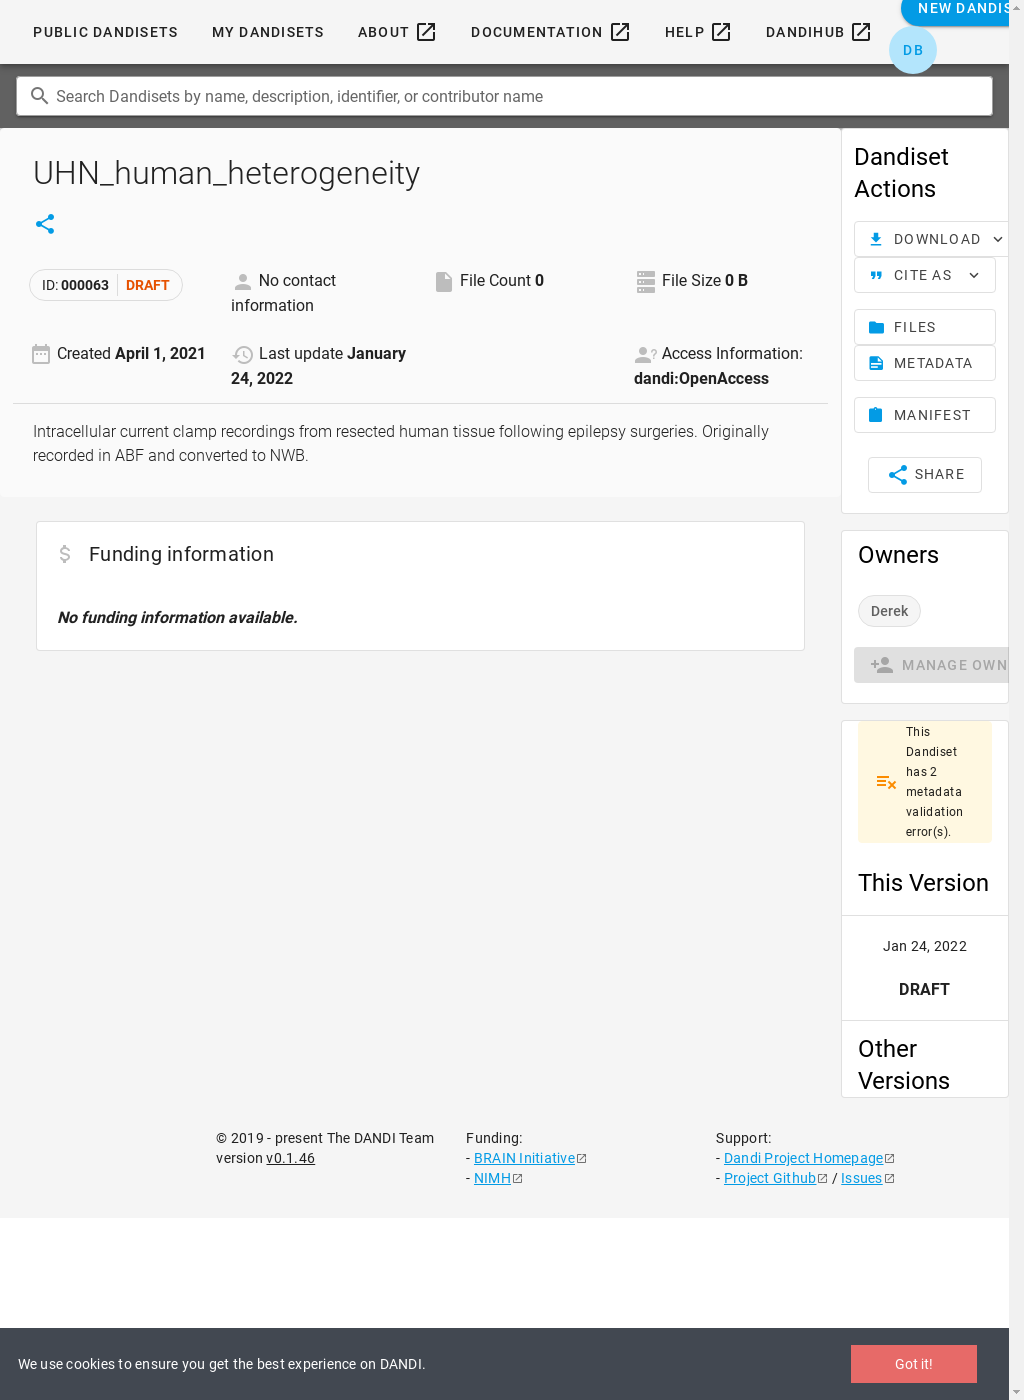 PUBLIC DANDISETS MY DANDISETS ABOUT DOCUMENTATION HELP DANDIHUB NEW DANDIS
DB
Search Dandisets by name, description, identifier, or contributor name
UHN_human_heterogeneity
ID: 000063 DRAFT
No contact
information
File Count 0
File Size 0 B
Created April 1, 2021
Last update January
24, 2022
Access Information:
dandi:OpenAccess
Intracellular current clamp recordings from resected human tissue following epilepsy surgeries. Originally
recorded in ABF and converted to NWB.
Funding information
No funding information available.
Dandiset
Actions
DOWNLOAD
CITE AS
FILES
METADATA
MANIFEST
SHARE
Owners
Derek
MANAGE OWN
This
Dandiset
has 2
metadata
validation
error(s).
This Version
Jan 24, 2022
DRAFT
Other
Versions
© 2019 - present The DANDI Team
version v0.1.46
Funding:
- BRAIN Initiative
- NIMH
Support:
- Dandi Project Homepage
- Project Github / Issues
We use cookies to ensure you get the best experience on DANDI.
Got it!